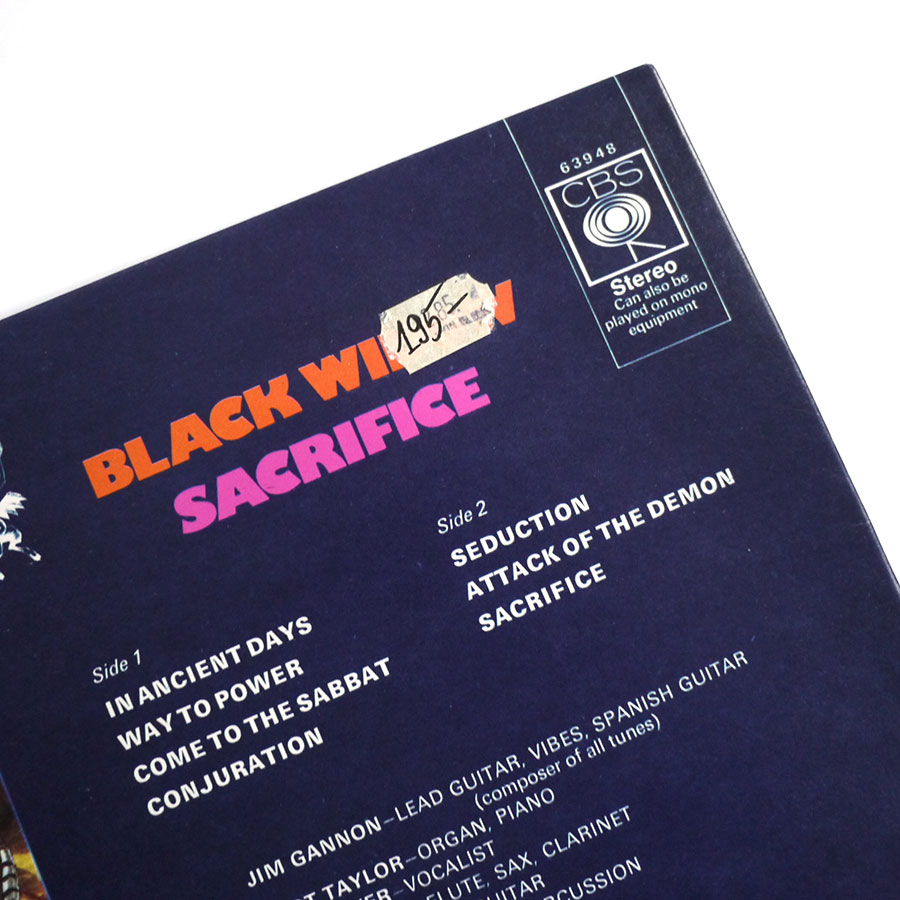 63948
CBS
Stereo
Can also be
played on mono
equipment
195-
BLACK WI
SACRIFICE
Side 1
IN ANCIENT DAYS
WAY TO POWER
COME TO THE SABBAT
CONJURATION
Side 2
SEDUCTION
ATTACK OF THE DEMON
SACRIFICE
JIM GANNON–LEAD GUITAR, VIBES, SPANISH GUITAR
(composer of all tunes)
TAYLOR–ORGAN, PIANO
–VOCALIST
FLUTE, SAX, CLARINET